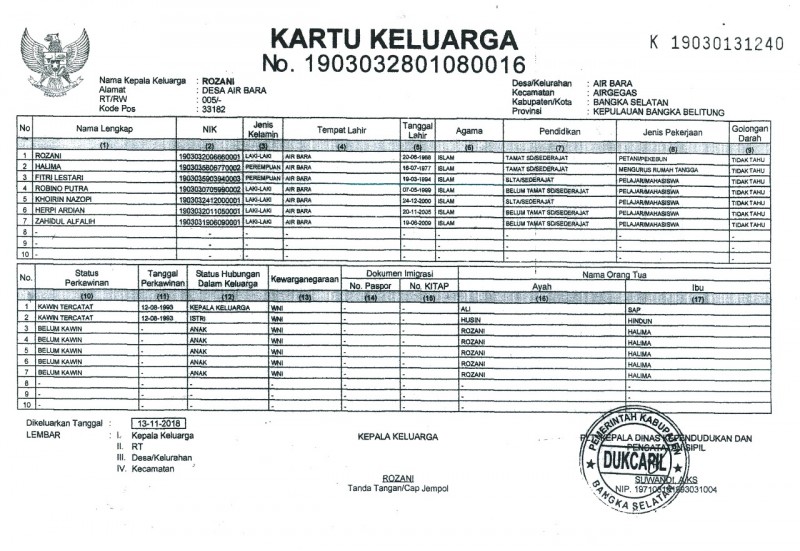 KARTU KELUARGA
No. 1903032801080016
K 19030131240
Nama Kepala Keluarga : ROZANI
Alamat : DESA AIR BARA
RT/RW : 005/-
Kode Pos : 33182
Desa/Kelurahan : AIR BARA
Kecamatan : AIRGEGAS
Kabupaten/Kota : BANGKA SELATAN
Provinsi : KEPULAUAN BANGKA BELITUNG
No Nama Lengkap NIK Jenis Kelamin Tempat Lahir Tanggal Lahir Agama Pendidikan Jenis Pekerjaan Golongan Darah
(1) (2) (3) (4) (5) (6) (7) (8) (9)
1 ROZANI LAKI-LAKI AIR BARA ISLAM TAMAT SD/SEDERAJAT PETANI/PEKEBUN TIDAK TAHU
2 HALIMA PEREMPUAN AIR BARA ISLAM TAMAT SD/SEDERAJAT MENGURUS RUMAH TANGGA TIDAK TAHU
3 FITRI LESTARI PEREMPUAN AIR BARA 19-03-1994 ISLAM SLTA/SEDERAJAT PELAJAR/MAHASISWA TIDAK TAHU
4 ROBINO PUTRA 1903030705990002 LAKI-LAKI AIR BARA 07-05-1999 ISLAM BELUM TAMAT SD/SEDERAJAT PELAJAR/MAHASISWA TIDAK TAHU
5 KHOIRIN NAZOPI 1903032412000001 LAKI-LAKI AIR BARA 24-12-2000 ISLAM SLTA/SEDERAJAT PELAJAR/MAHASISWA TIDAK TAHU
6 HERPI ARDIAN 1903032011050001 LAKI-LAKI AIR BARA 20-11-2005 ISLAM BELUM TAMAT SD/SEDERAJAT PELAJAR/MAHASISWA TIDAK TAHU
7 ZAHIDUL ALFALIH 1903031906090001 LAKI-LAKI AIR BARA 19-06-2009 ISLAM BELUM TAMAT SD/SEDERAJAT PELAJAR/MAHASISWA TIDAK TAHU
8 - - - - - - - - -
9 - - - - - - - - -
10 - - - - - - - - -
No. Status Perkawinan Tanggal Perkawinan Status Hubungan Dalam Keluarga Kewarganegaraan Dokumen Imigrasi Nama Orang Tua
No. Paspor No. KITAP Ayah Ibu
(10) (11) (12) (13) (14) (15) (16) (17)
1 KAWIN TERCATAT 12-08-1993 KEPALA KELUARGA WNI - - ALI SAP
2 KAWIN TERCATAT 12-08-1993 ISTRI WNI - - HUSIN HINDUN
3 BELUM KAWIN - ANAK WNI - - ROZANI HALIMA
4 BELUM KAWIN - ANAK WNI - - ROZANI HALIMA
5 BELUM KAWIN - ANAK WNI - - ROZANI HALIMA
6 BELUM KAWIN - ANAK WNI - - ROZANI HALIMA
7 BELUM KAWIN - ANAK WNI - - ROZANI HALIMA
8 - - - - - - - -
9 - - - - - - - -
10 - - - - - - - -
Dikeluarkan Tanggal : 13-11-2018
LEMBAR : I. Kepala Keluarga
II. RT
III. Desa/Kelurahan
IV. Kecamatan
KEPALA KELUARGA
ROZANI
Tanda Tangan/Cap Jempol
KEPALA DINAS KEPENDUDUKAN DAN
PENCATATAN SIPIL
PEMERINTAH KABUPATEN
DUKCAPIL
BANGKA SELATAN
SUWANDI, A.KS
NIP.